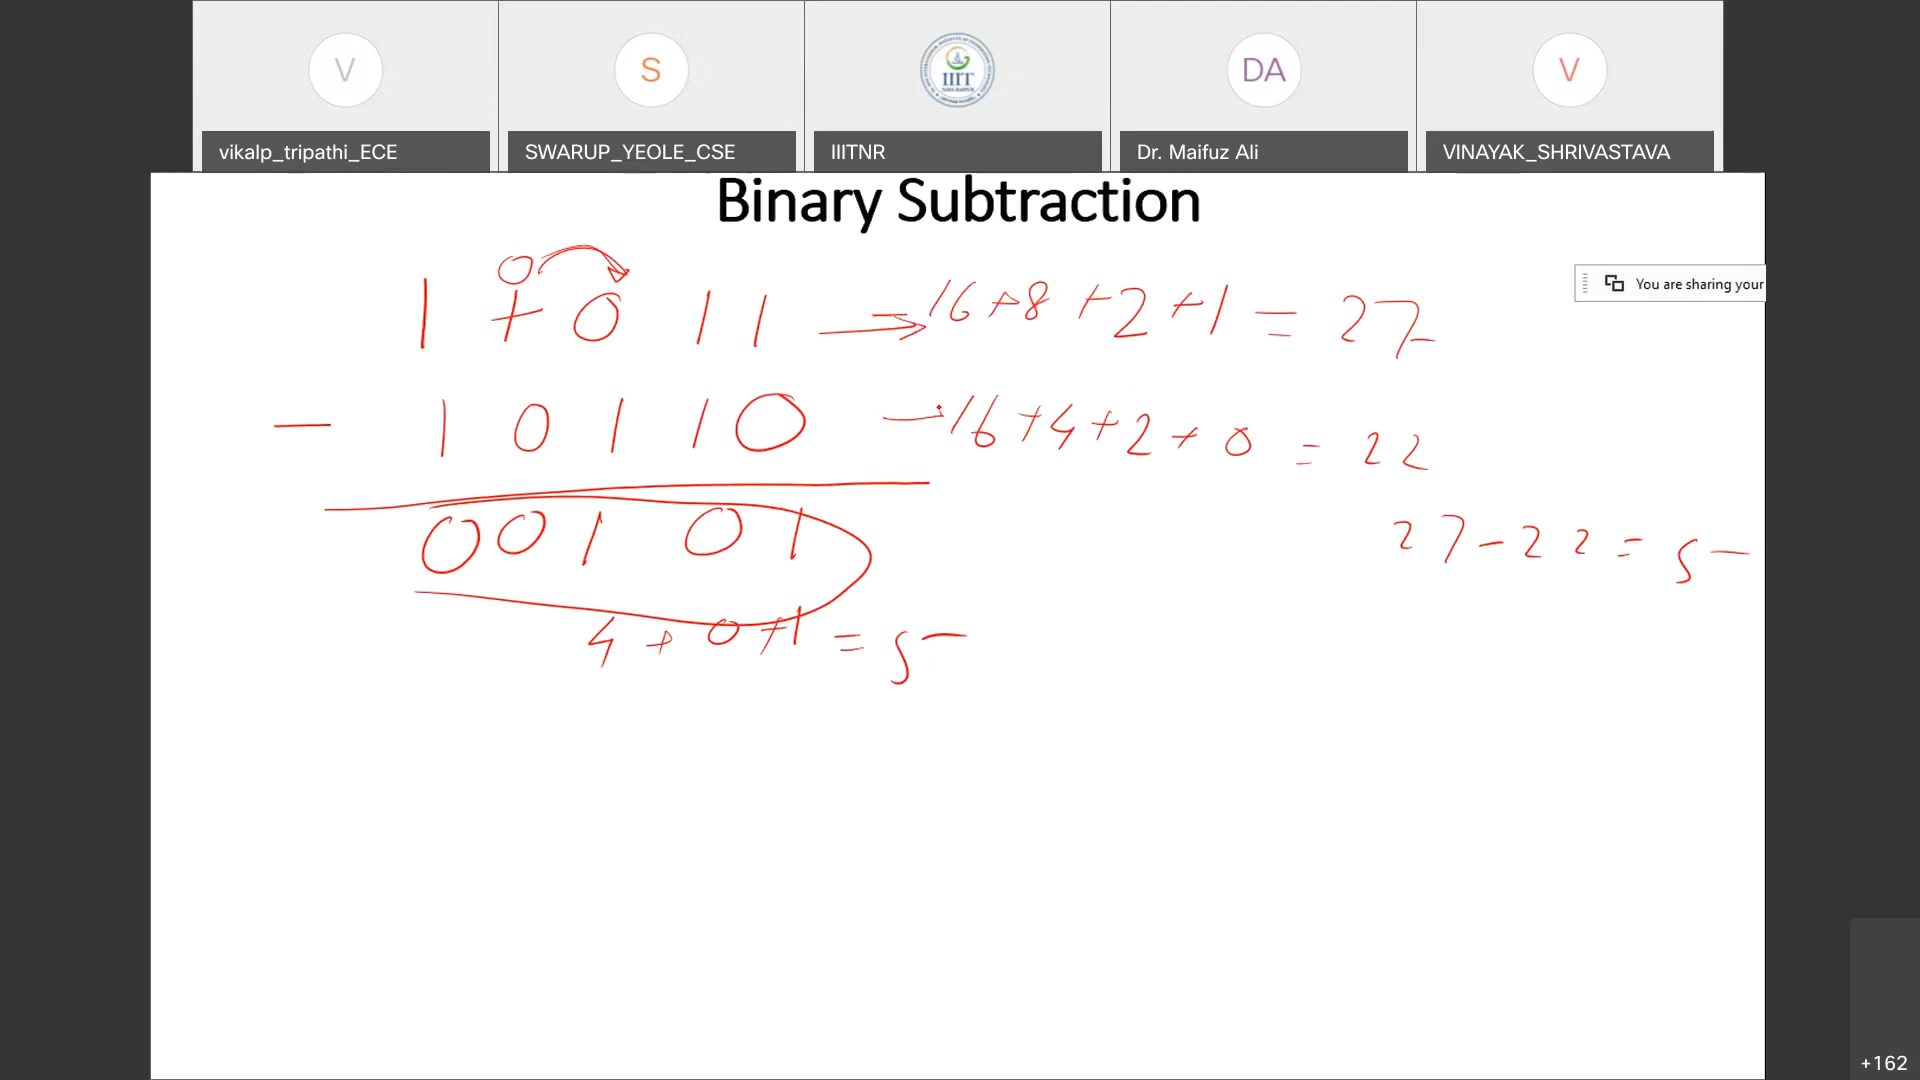 V S IIIT DA V
vikalp_tripathi_ECE SWARUP_YEOLE_CSE IIITNR Dr. Maifuz Ali VINAYAK_SHRIVASTAVA
Binary Subtraction
You are sharing your
0
1 1 0 1 1 → 16+8+2+1 = 27
- 1 0 1 1 0 - 16+4+2+0 = 22
0 0 1 0 1
27-22=5
4+0+1=5
+162